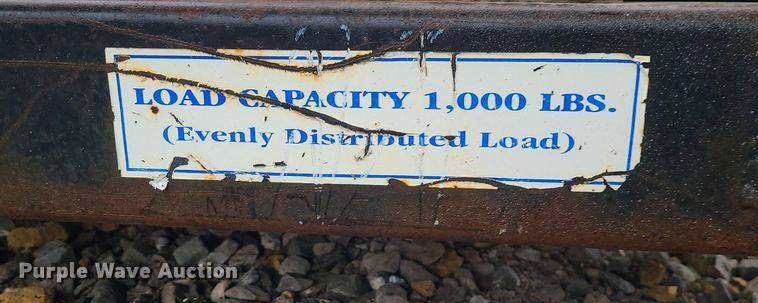 LOAD CAPACITY 1,000 LBS.
(Evenly Distributed Load)
Purple Wave Auction